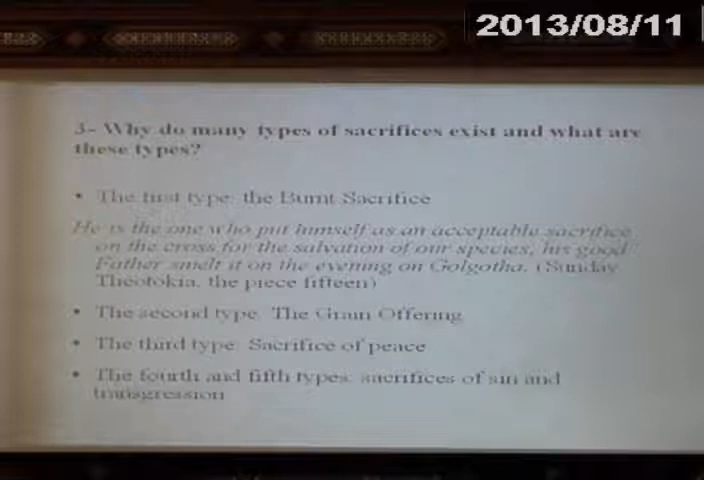 2013/08/11
3- Why do many types of sacrifices exist and what are
these types?
• The first type: the Burnt Sacrifice
He is the one who put himself as an acceptable sacrifice
on the cross for the salvation of our species, his good
Father smelt it on the evening on Golgotha. (Sunday
Theotokia, the piece fifteen)
• The second type: The Grain Offering
• The third type: Sacrifice of peace
• The fourth and fifth types: sacrifices of sin and
transgression